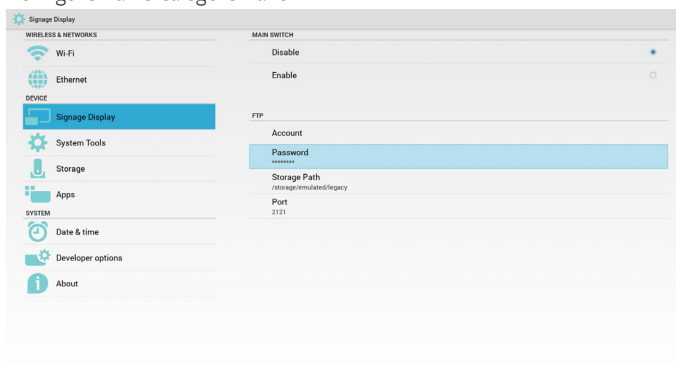 Signage Display
WIRELESS & NETWORKS
Wi-Fi
Ethernet
DEVICE
Signage Display
System Tools
Storage
Apps
SYSTEM
Date & time
Developer options
About
MAIN SWITCH
Disable
Enable
FTP
Account
Password
********
Storage Path
/storage/emulated/legacy
Port
2121